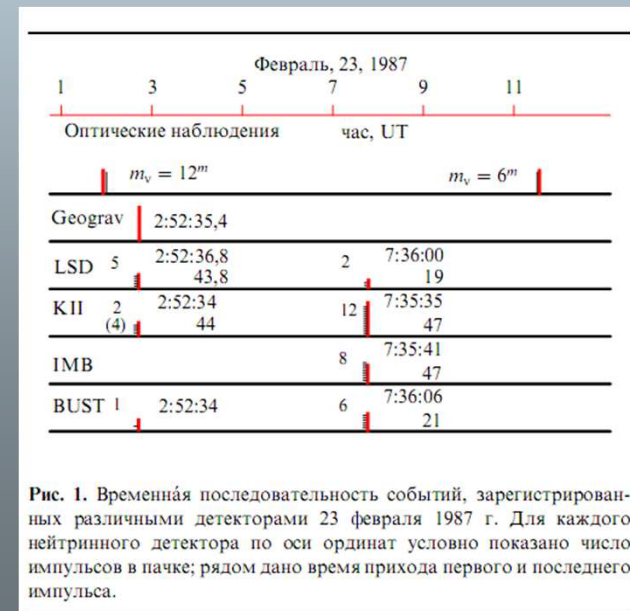 Февраль, 23, 1987
1 3 5 7 9 11
Оптические наблюдения час, UT
mᵥ = 12ᵐ mᵥ = 6ᵐ
Geograv 2:52:35,4
LSD 5 2:52:36,8 2 7:36:00
43,8 19
KII 2 2:52:34 12 7:35:35
(4) 44 47
IMB 8 7:35:41
47
BUST 1 2:52:34 6 7:36:06
21
Рис. 1. Временна́я последовательность событий, зарегистрирован-
ных различными детекторами 23 февраля 1987 г. Для каждого
нейтринного детектора по оси ординат условно показано число
импульсов в пачке; рядом дано время прихода первого и последнего
импульса.